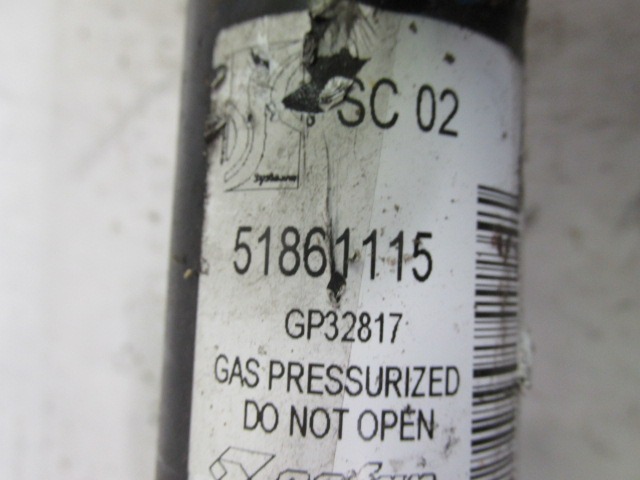 SC 02
51861115
GP32817
GAS PRESSURIZED
DO NOT OPEN